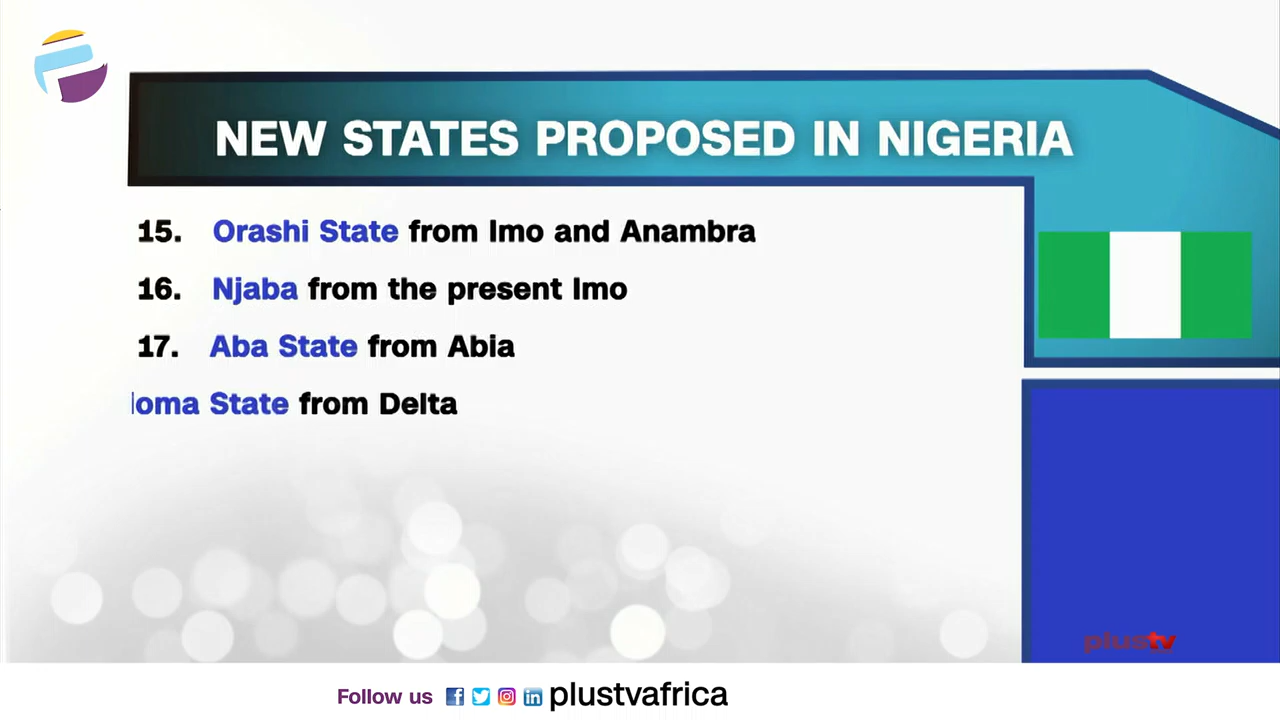 NEW STATES PROPOSED IN NIGERIA
15. Orashi State from Imo and Anambra
16. Njaba from the present Imo
17. Aba State from Abia
State from Delta
plustv
Follow us plustvafrica